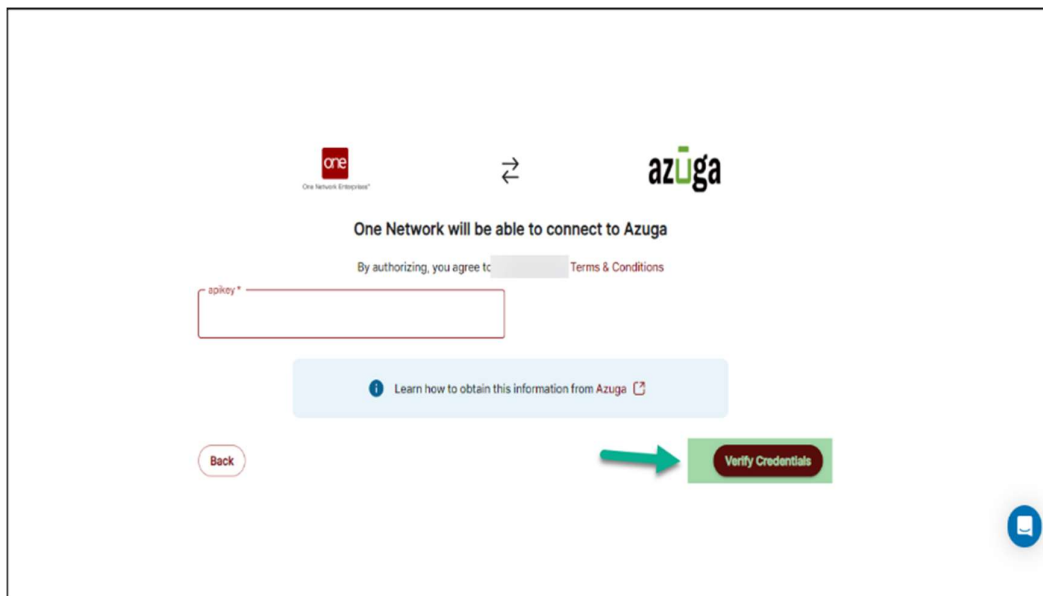 one
One Network Enterprises®
azūga
One Network will be able to connect to Azuga
By authorizing, you agree to Terms & Conditions
apikey *
Learn how to obtain this information from Azuga
Back
Verify Credentials